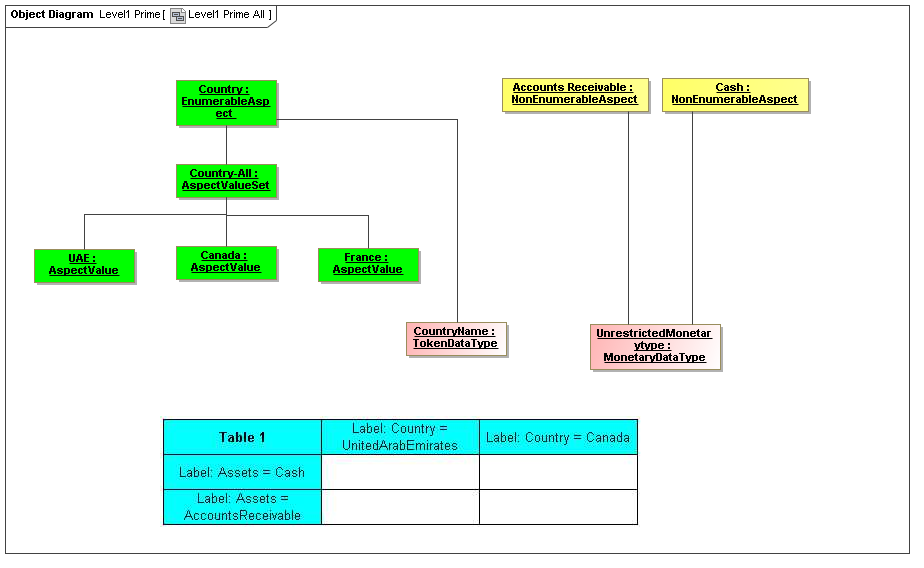 Object Diagram Level1 Prime [ Level1 Prime All ]
Country :
EnumerableAsp
ect
Accounts Receivable :
NonEnumerableAspect
Cash :
NonEnumerableAspect
Country-All :
AspectValueSet
UAE :
AspectValue
Canada :
AspectValue
France :
AspectValue
CountryName :
TokenDataType
UnrestrictedMonetar
ytype :
MonetaryDataType
Table 1
Label: Country =
UnitedArabEmirates
Label: Country = Canada
Label: Assets = Cash
Label: Assets =
AccountsReceivable